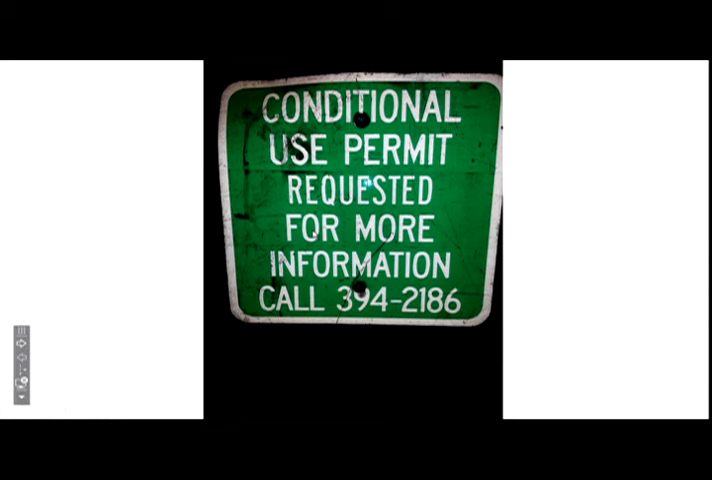 CONDITIONAL
USE PERMIT
REQUESTED
FOR MORE
INFORMATION
CALL 394-2186